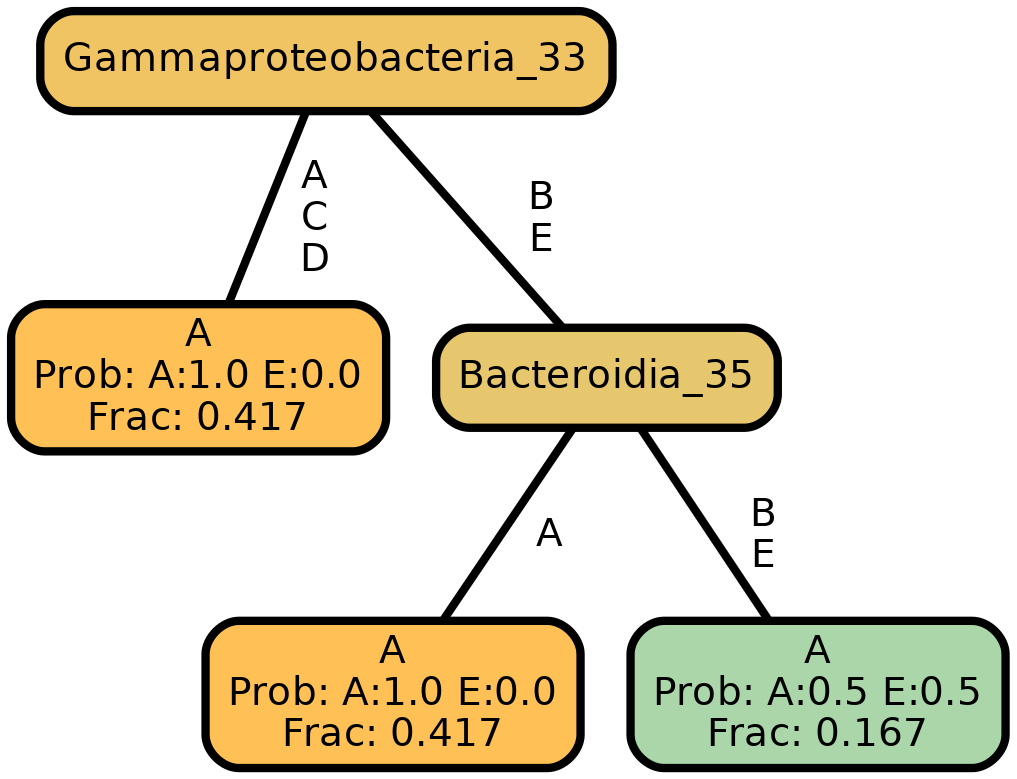 Gammaproteobacteria_33
A
C
D
B
E
A
Prob: A:1.0 E:0.0
Frac: 0.417
Bacteroidia_35
A
B
E
A
Prob: A:1.0 E:0.0
Frac: 0.417
A
Prob: A:0.5 E:0.5
Frac: 0.167